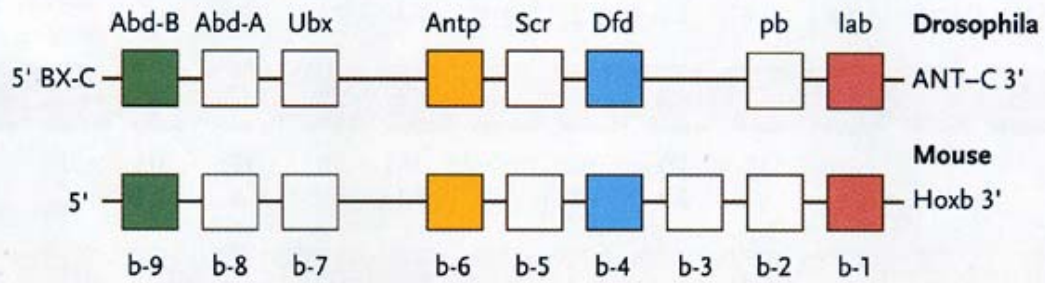 Abd-B Abd-A Ubx Antp Scr Dfd pb lab Drosophila
5' BX-C ANT–C 3'
Mouse
5' Hoxb 3'
b-9 b-8 b-7 b-6 b-5 b-4 b-3 b-2 b-1